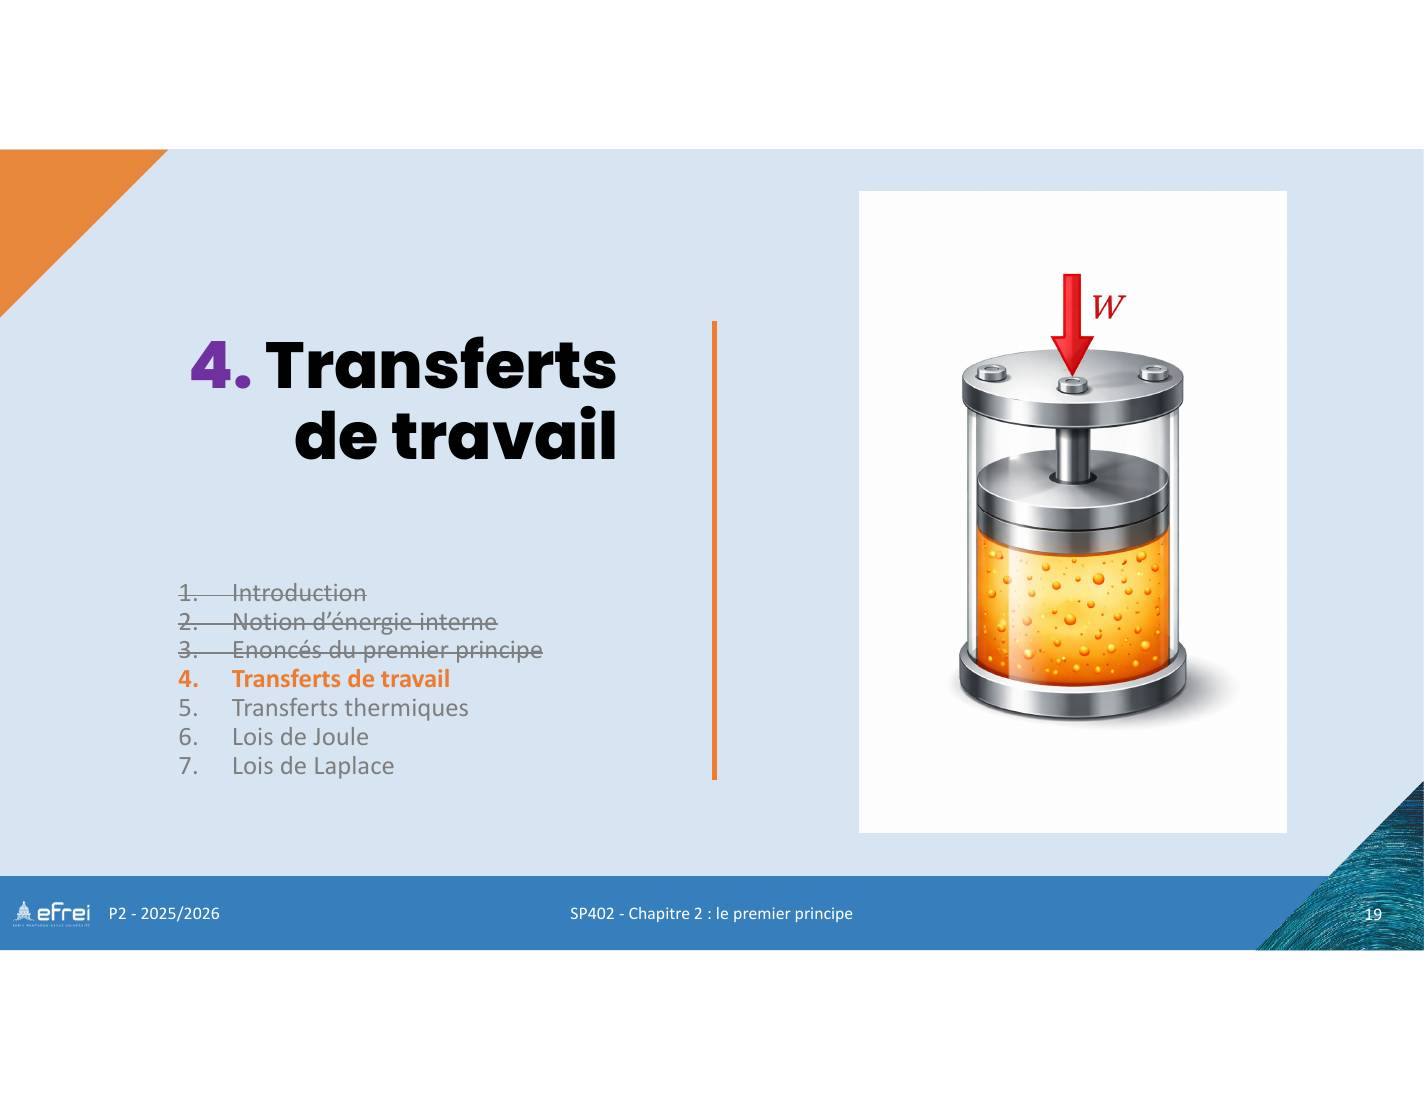 W
4. Transferts
de travail
1. Introduction
2. Notion d’énergie interne
3. Enoncés du premier principe
4. Transferts de travail
5. Transferts thermiques
6. Lois de Joule
7. Lois de Laplace
efrei P2 - 2025/2026 SP402 - Chapitre 2 : le premier principe 19